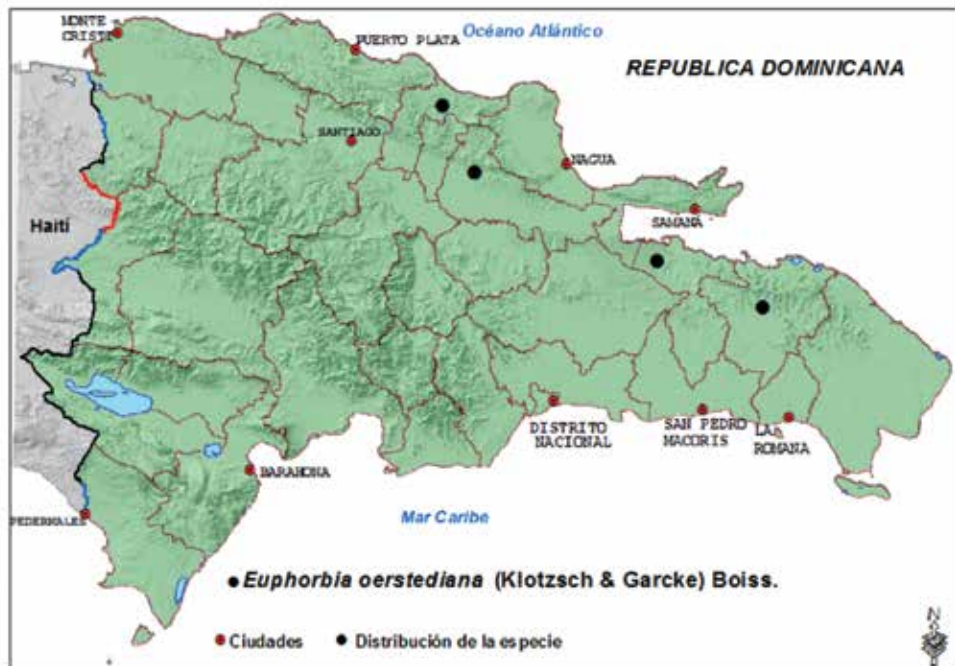 MONTE
CRISTI
PUERTO PLATA
Océano Atlántico
REPUBLICA DOMINICANA
SANTIAGO
NAGUA
SAMANA
Haití
DISTRITO
NACIONAL
SAN PEDRO
MACORIS
LA
ROMANA
BARAHONA
PEDERNALES
Mar Caribe
Euphorbia oerstediana (Klotzsch & Garcke) Boiss.
Ciudades
Distribución de la especie
N